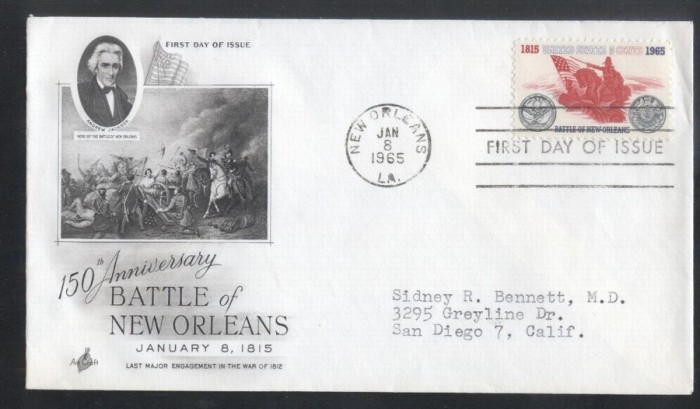 FIRST DAY OF ISSUE
ANDREW JACKSON
HERO OF THE BATTLE OF NEW ORLEANS
150th Anniversary
BATTLE of
NEW ORLEANS
JANUARY 8, 1815
LAST MAJOR ENGAGEMENT IN THE WAR OF 1812
ArtCraft
NEW ORLEANS
JAN
8
1965
LA.
1815 UNITED STATES 5 CENTS 1965
BATTLE OF NEW ORLEANS
FIRST DAY OF ISSUE
Sidney R. Bennett, M.D.
3295 Greyline Dr.
San Diego 7, Calif.